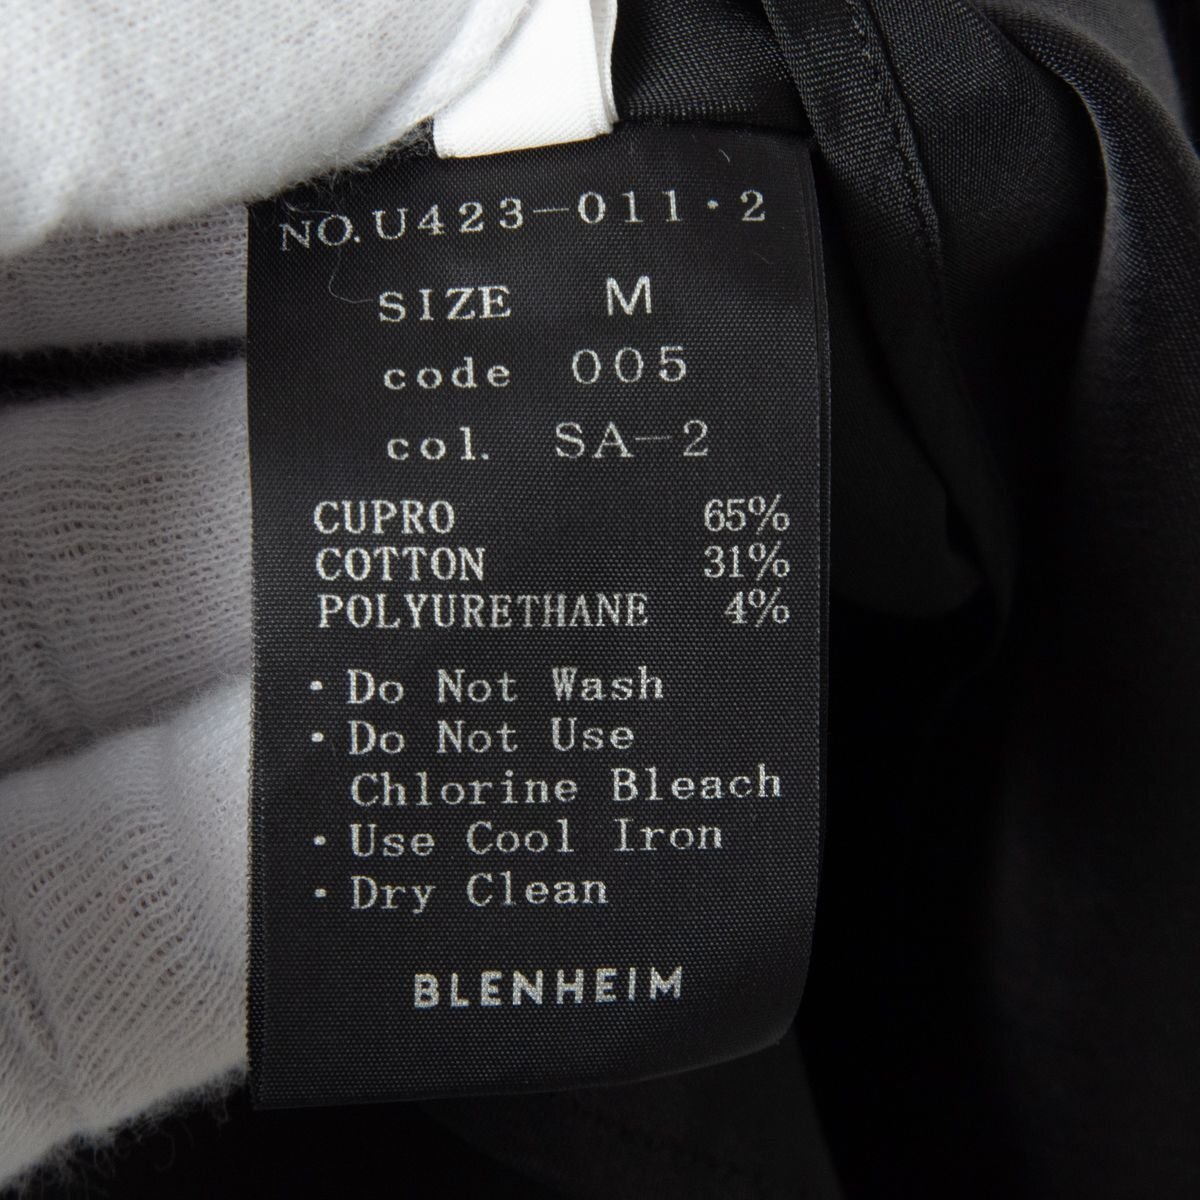 NO.U423-011・2
SIZE M
code 005
col. SA-2
CUPRO 65%
COTTON 31%
POLYURETHANE 4%
・Do Not Wash
・Do Not Use
Chlorine Bleach
・Use Cool Iron
・Dry Clean
BLENHEIM